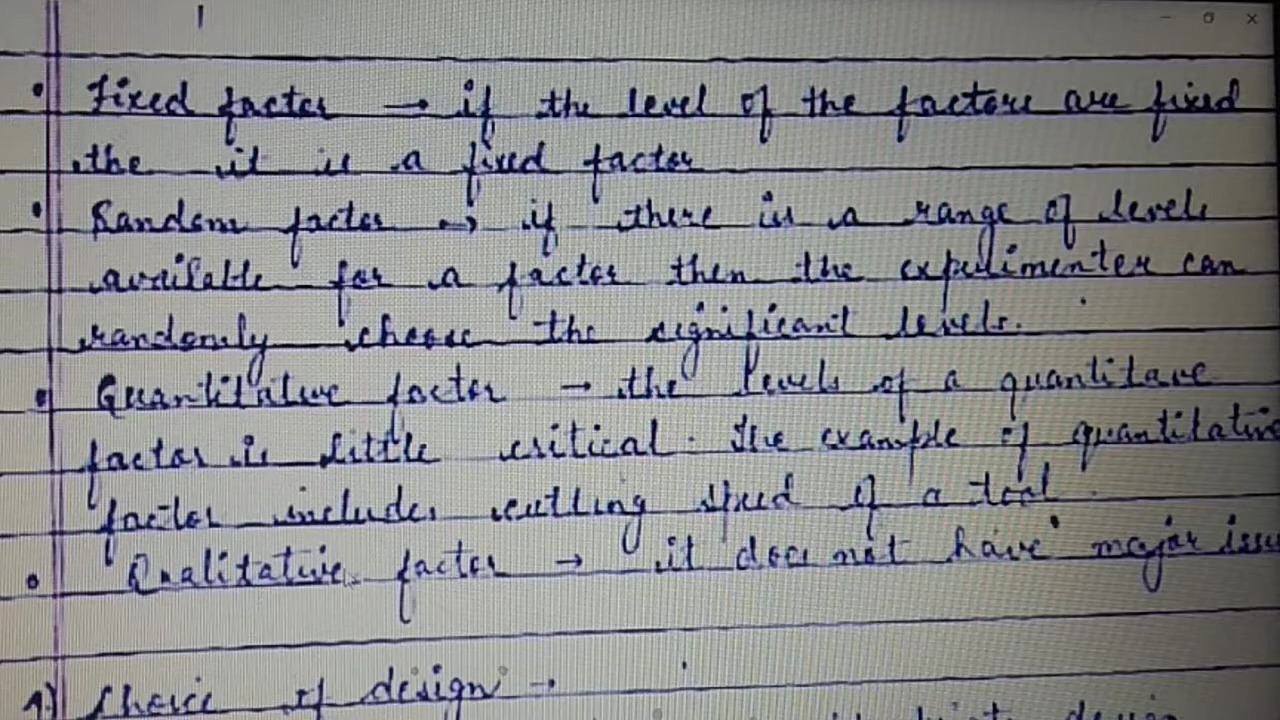 • Fixed factor → if the level of the factors are fixed
the it is a fixed factor
• Random factor → if there is a range of levels
available for a factor then the experimenter can
randomly choose the significant levels.
• Quantitative factor → the levels of a quantitave
factor is little critical. The example of quantitative
factor includes cutting speed of a tool.
• Qualitative factor → it does not have major issu
Choice of design →